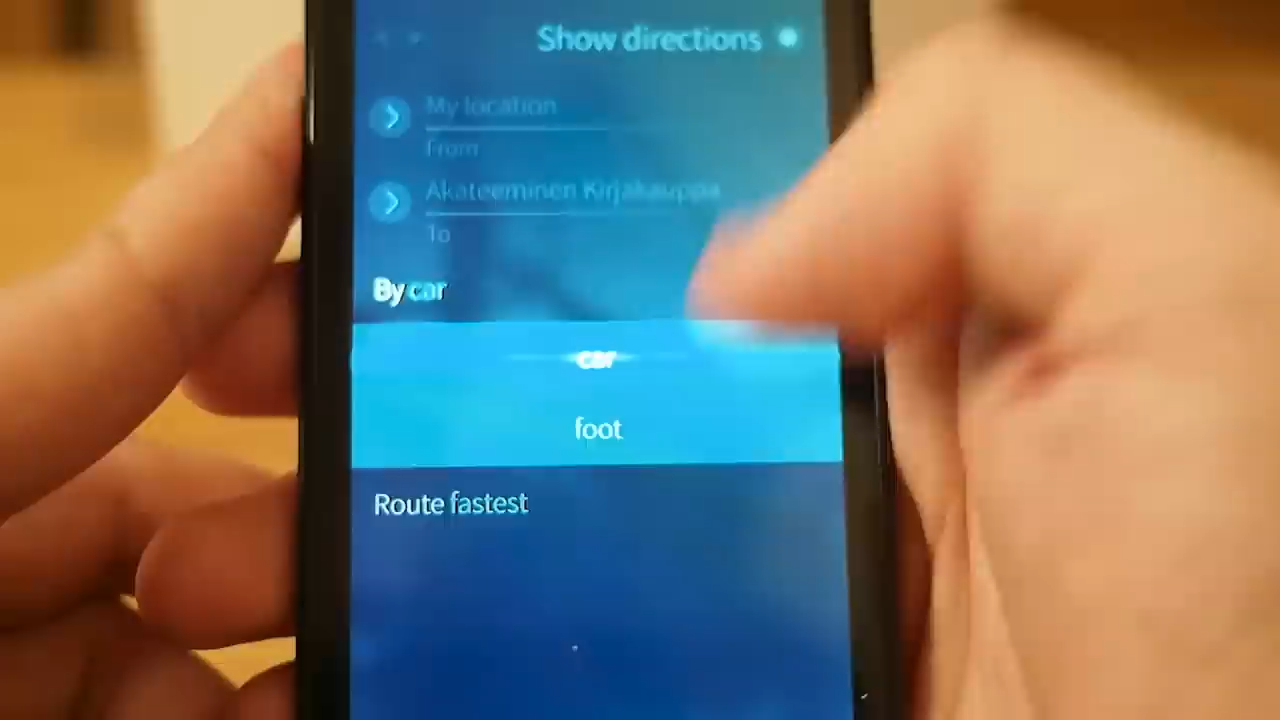 Show directions
My location
From
Akateeminen Kirjakauppa
To
By car
car
foot
Route fastest